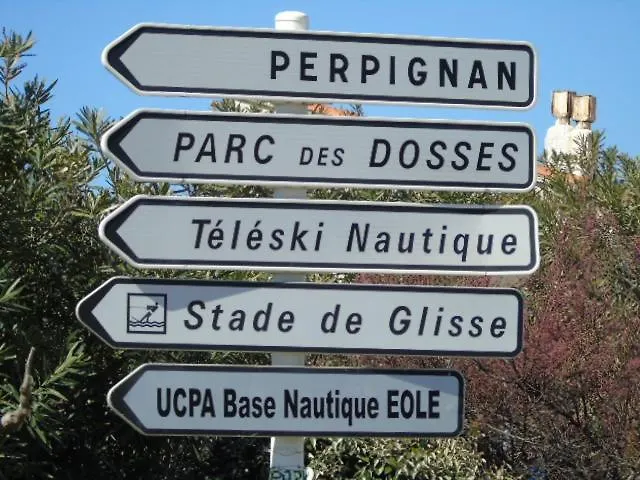 PERPIGNAN
PARC DES DOSSES
Téléski Nautique
Stade de Glisse
UCPA Base Nautique EOLE